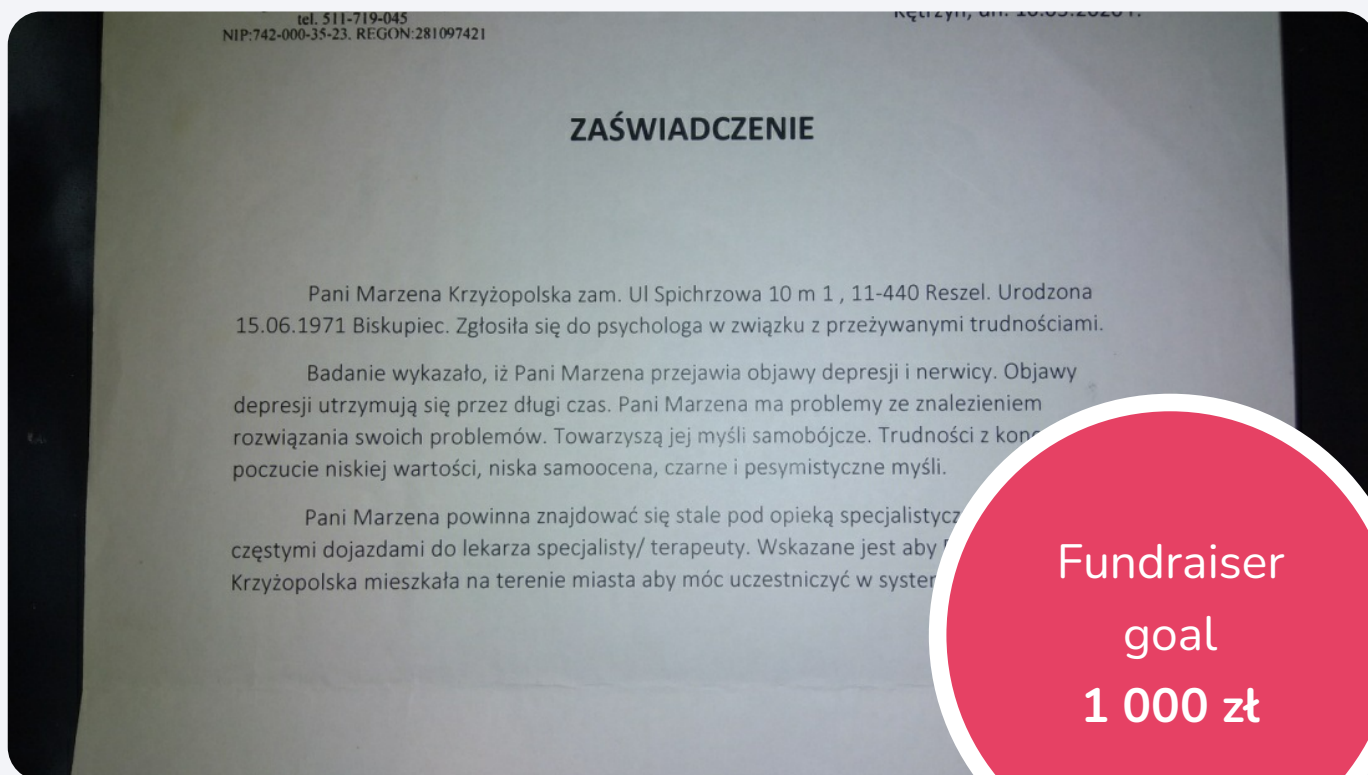 tel. 511-719-045
NIP:742-000-35-23. REGON:281097421
ZAŚWIADCZENIE
Pani Marzena Krzyżopolska zam. Ul Spichrzowa 10 m 1 , 11-440 Reszel. Urodzona
15.06.1971 Biskupiec. Zgłosiła się do psychologa w związku z przeżywanymi trudnościami.
Badanie wykazało, iż Pani Marzena przejawia objawy depresji i nerwicy. Objawy
depresji utrzymują się przez długi czas. Pani Marzena ma problemy ze znalezieniem
rozwiązania swoich problemów. Towarzyszą jej myśli samobójcze. Trudności z
poczucie niskiej wartości, niska samoocena, czarne i pesymistyczne myśli.
Pani Marzena powinna znajdować się stale pod opieką
częstymi dojazdami do lekarza specjalisty/ terapeuty. Wskazane jest aby
Krzyżopolska mieszkała na terenie miasta aby móc uczestniczyć w
Fundraiser
goal
1 000 zł